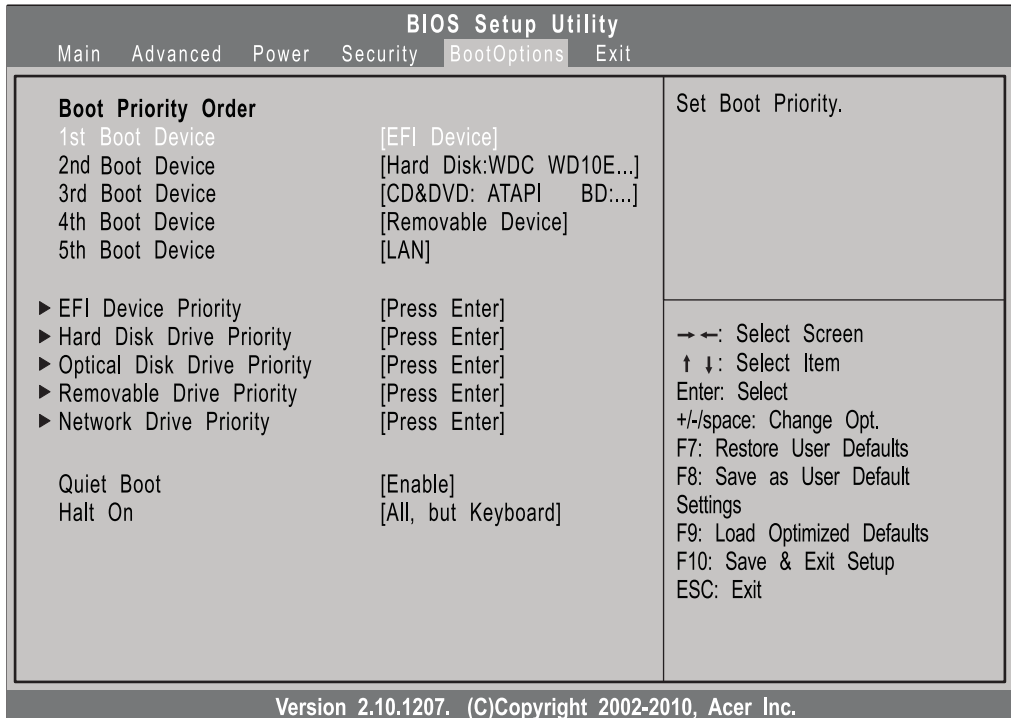 BIOS Setup Utility
Main Advanced Power Security BootOptions Exit
Boot Priority Order
1st Boot Device [EFI Device]
2nd Boot Device [Hard Disk:WDC WD10E...]
3rd Boot Device [CD&DVD: ATAPI BD:...]
4th Boot Device [Removable Device]
5th Boot Device [LAN]
▶ EFI Device Priority [Press Enter]
▶ Hard Disk Drive Priority [Press Enter]
▶ Optical Disk Drive Priority [Press Enter]
▶ Removable Drive Priority [Press Enter]
▶ Network Drive Priority [Press Enter]
Quiet Boot [Enable]
Halt On [All, but Keyboard]
Set Boot Priority.
→ ←: Select Screen
↑ ↓: Select Item
Enter: Select
+/-/space: Change Opt.
F7: Restore User Defaults
F8: Save as User Default
Settings
F9: Load Optimized Defaults
F10: Save & Exit Setup
ESC: Exit
Version 2.10.1207. (C)Copyright 2002-2010, Acer Inc.